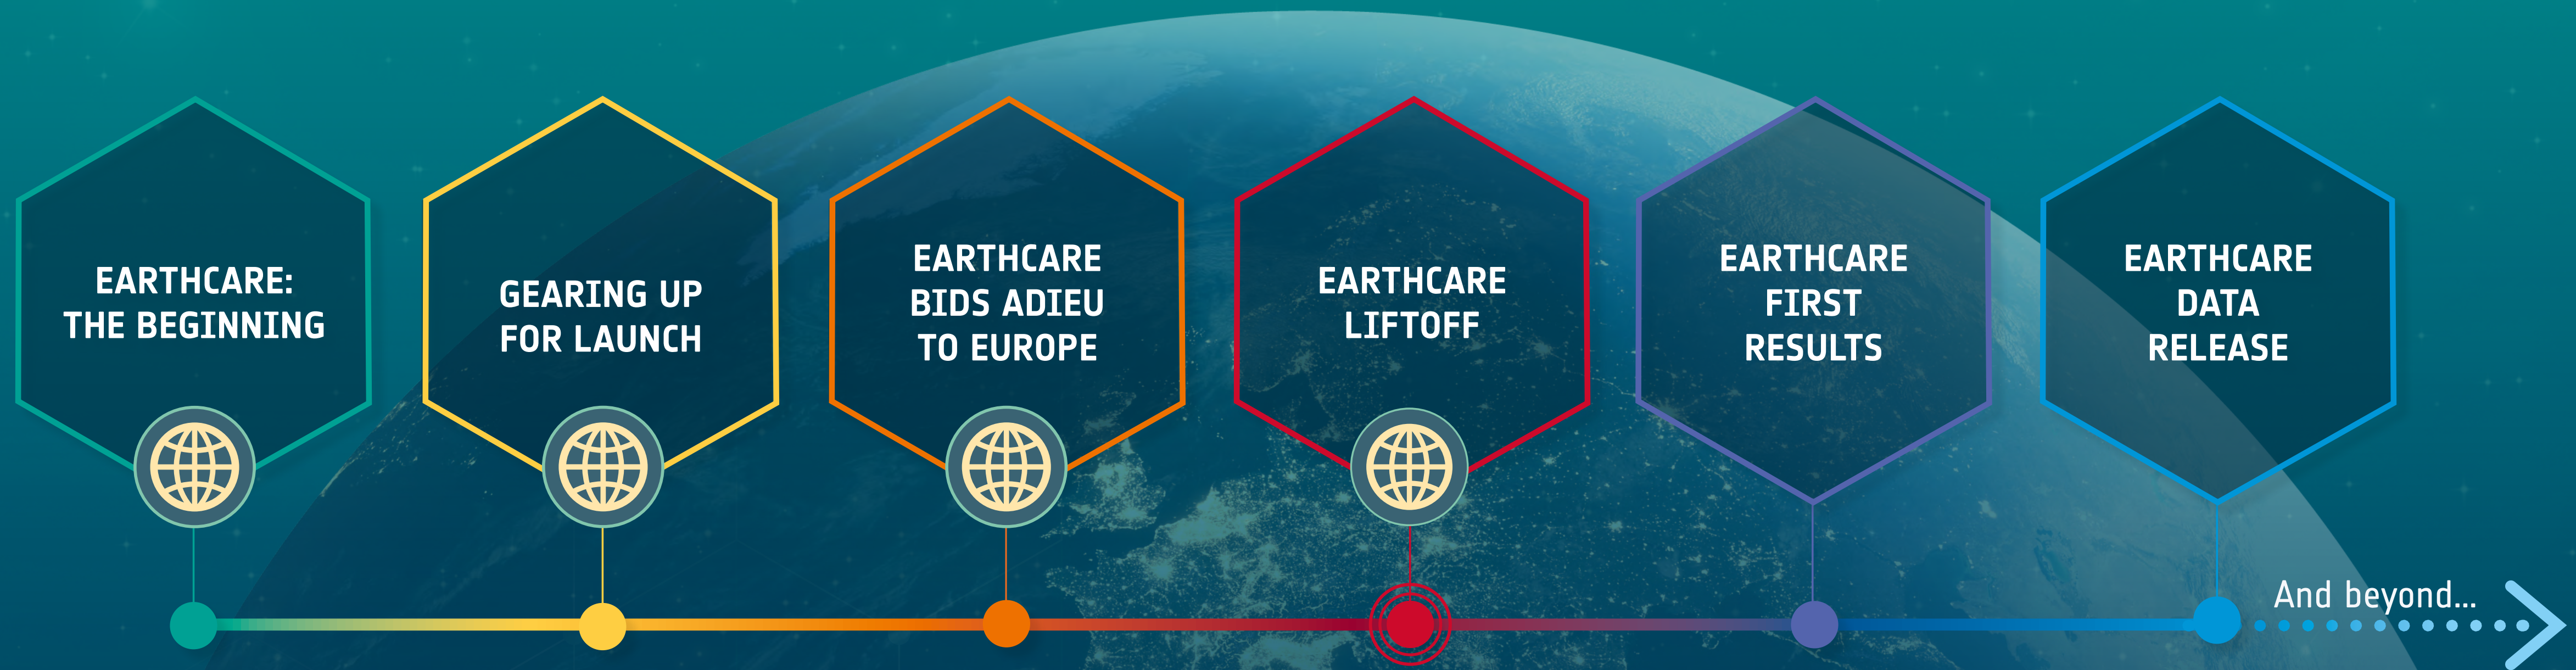 EARTHCARE:
THE BEGINNING
GEARING UP
FOR LAUNCH
EARTHCARE
BIDS ADIEU
TO EUROPE
EARTHCARE
LIFTOFF
EARTHCARE
FIRST
RESULTS
EARTHCARE
DATA
RELEASE
And beyond...